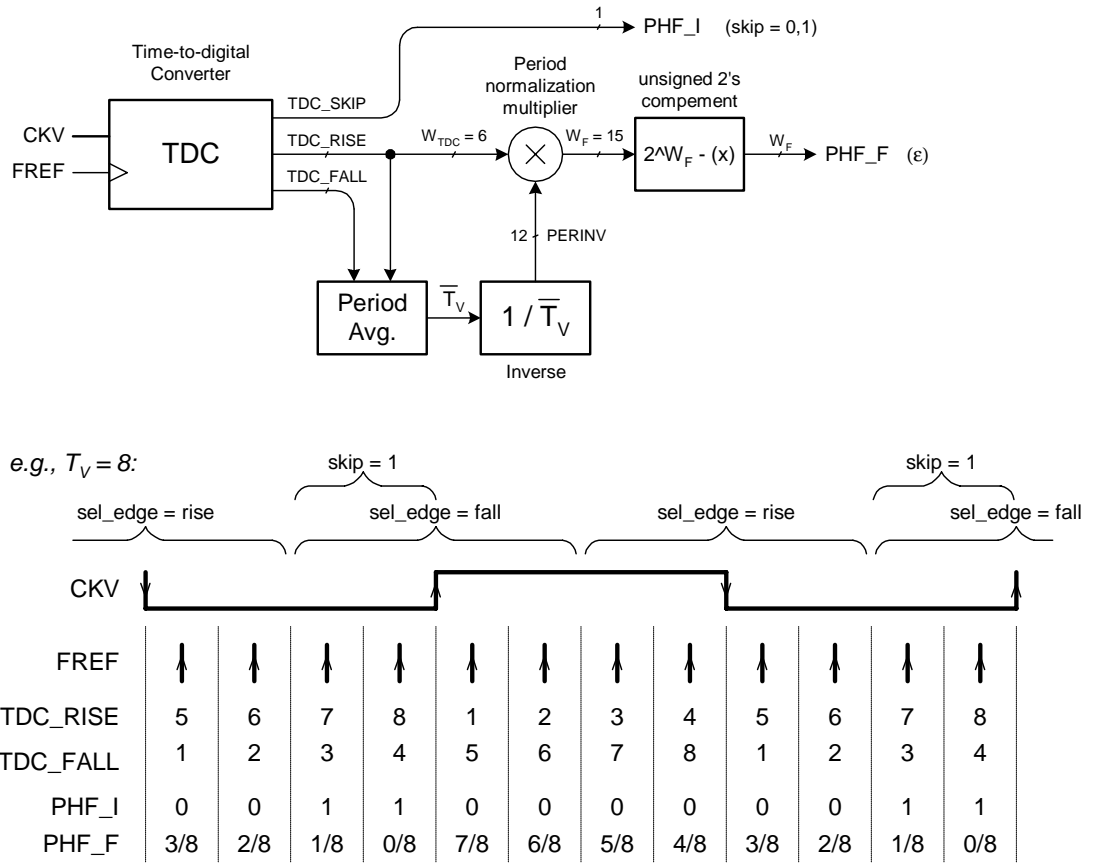 1
PHF_I (skip = 0,1)
Time-to-digital
Converter
Period
normalization
multiplier
unsigned 2's
compement
TDC_SKIP
CKV
FREF
TDC
TDC_RISE
W_TDC = 6
W_F = 15
2^W_F - (x)
W_F
PHF_F (ε)
TDC_FALL
12
PERINV
Period
Avg.
T̅_V
1 / T̅_V
Inverse
e.g., T_V = 8:
skip = 1
skip = 1
sel_edge = rise
sel_edge = fall
sel_edge = rise
sel_edge = fall
CKV
FREF
TDC_RISE 5 6 7 8 1 2 3 4 5 6 7 8
TDC_FALL 1 2 3 4 5 6 7 8 1 2 3 4
PHF_I 0 0 1 1 0 0 0 0 0 0 1 1
PHF_F 3/8 2/8 1/8 0/8 7/8 6/8 5/8 4/8 3/8 2/8 1/8 0/8